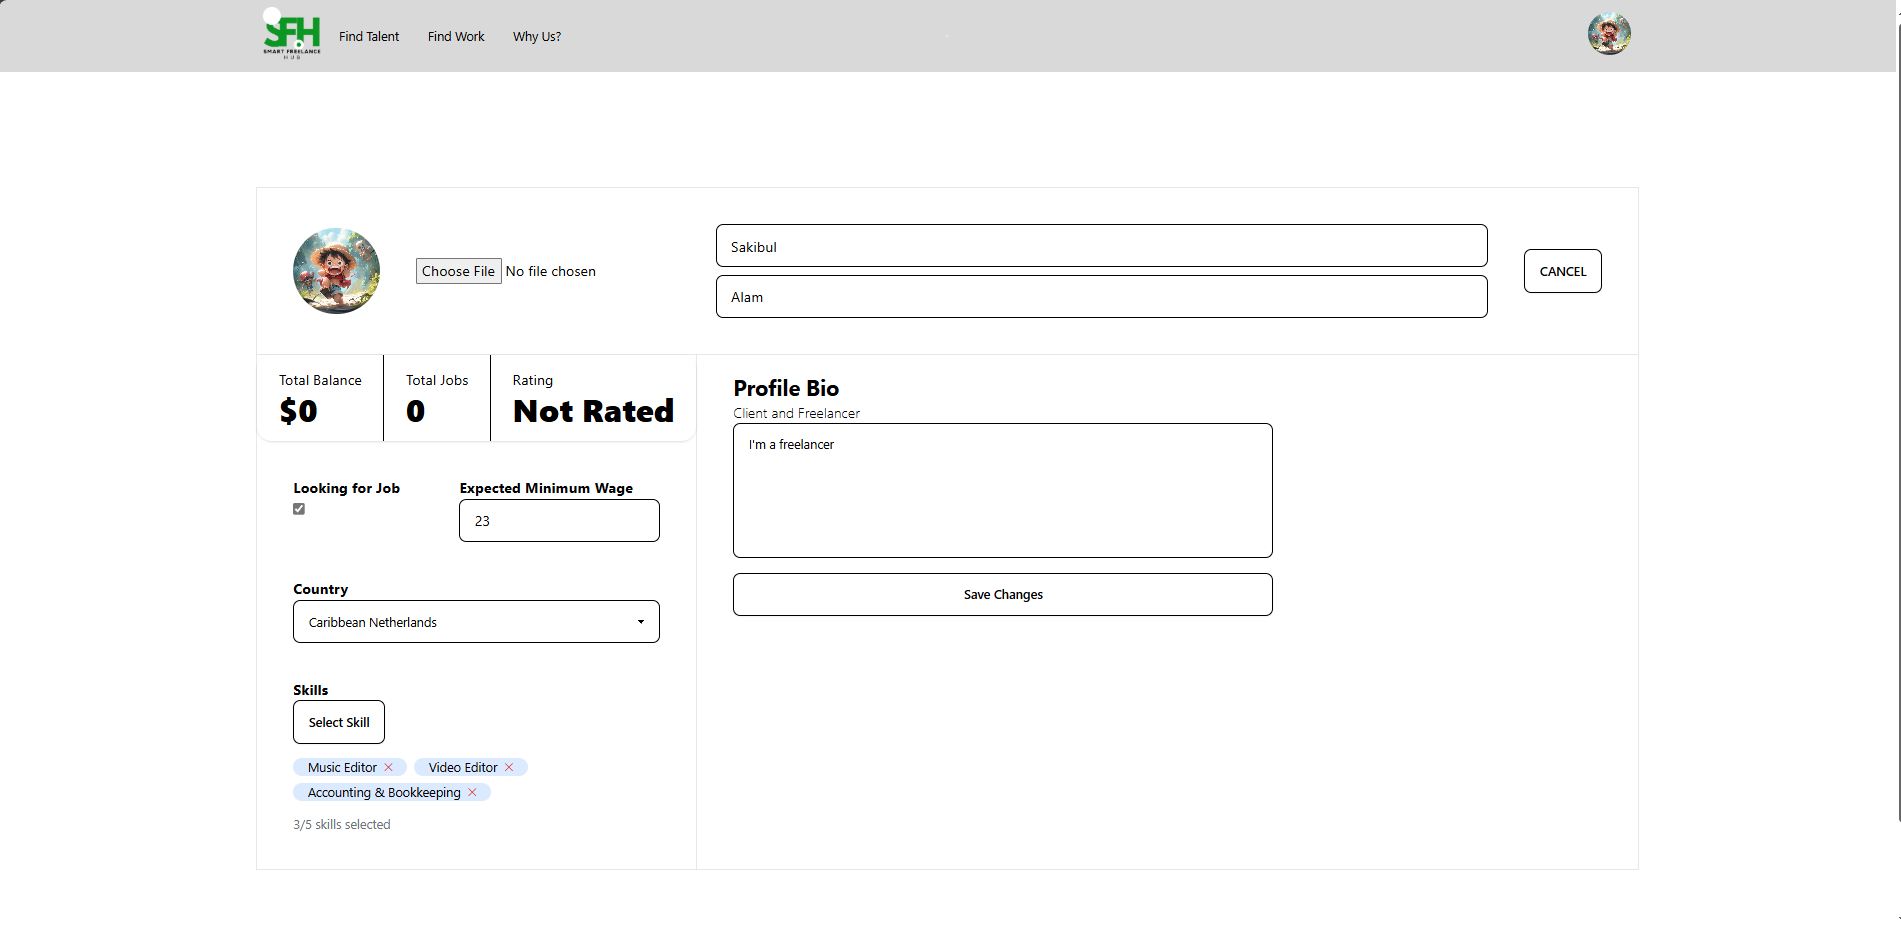 SFH
SMART FREELANCE
HUB
Find Talent
Find Work
Why Us?
Choose File No file chosen
Sakibul
Alam
CANCEL
Total Balance
$0
Total Jobs
0
Rating
Not Rated
Looking for Job
Expected Minimum Wage
23
Country
Caribbean Netherlands
Skills
Select Skill
Music Editor
Video Editor
Accounting & Bookkeeping
3/5 skills selected
Profile Bio
Client and Freelancer
I'm a freelancer
Save Changes